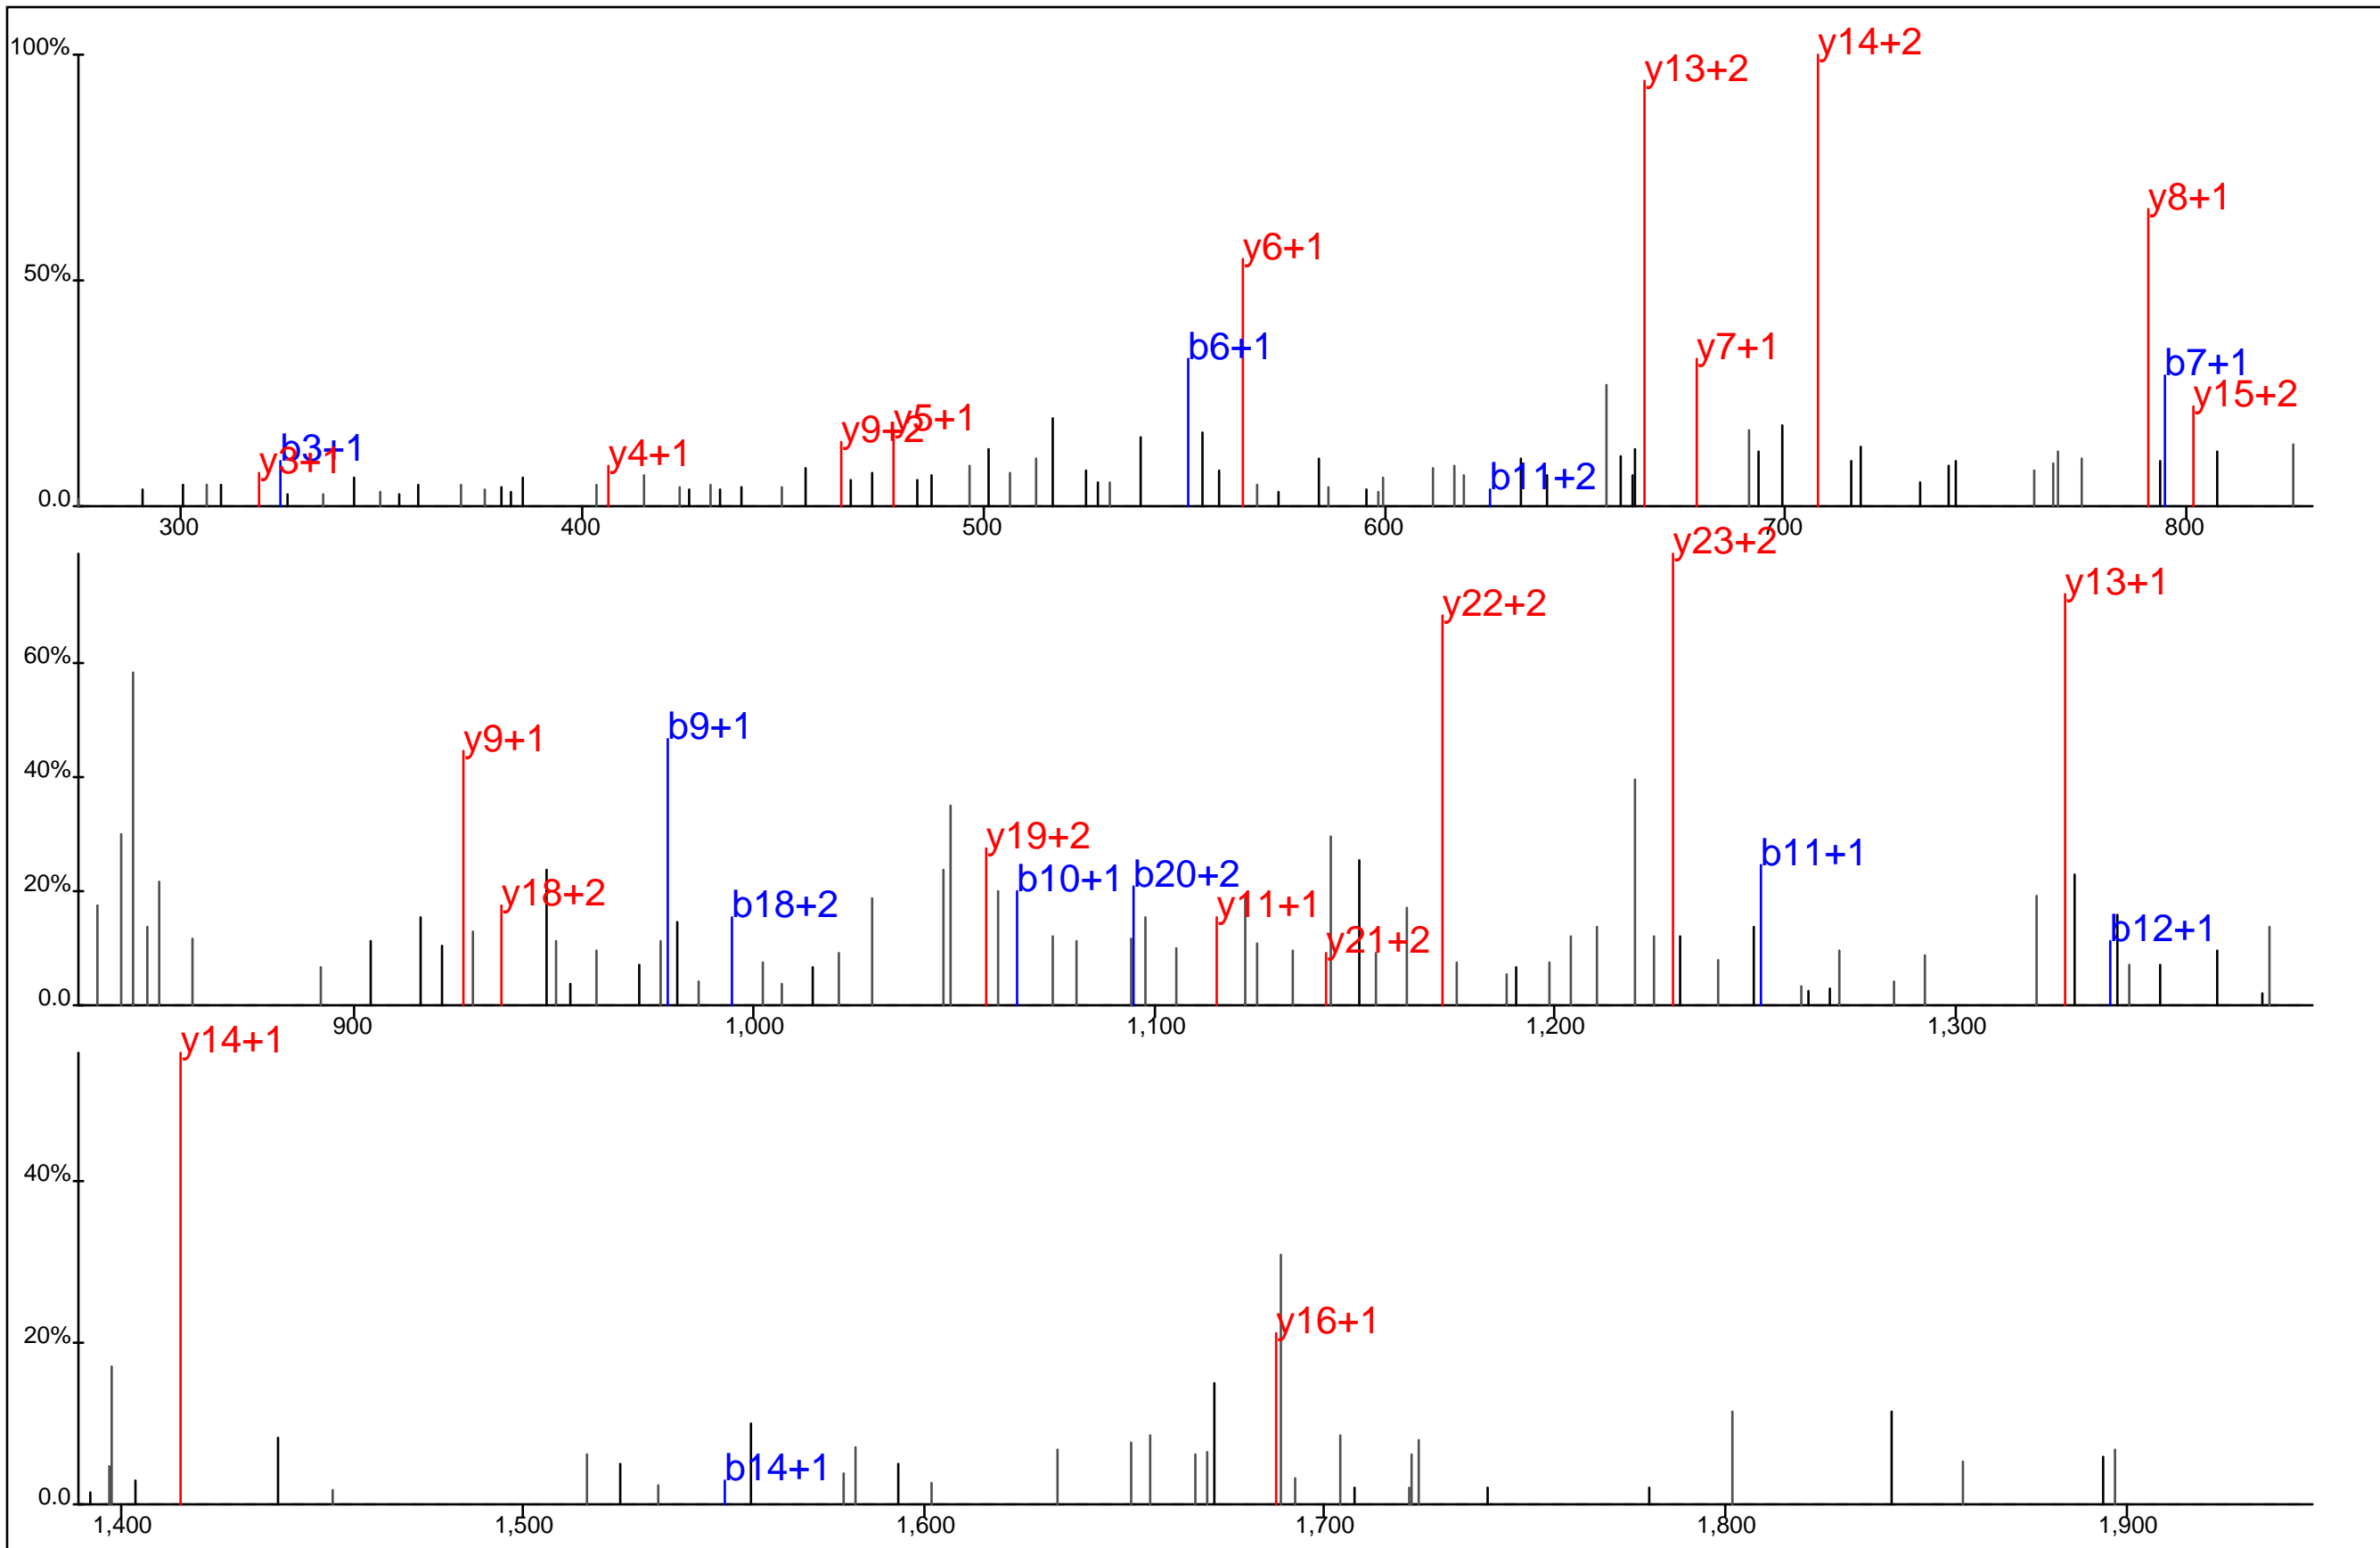 100%
y14+2
y13+2
y8+1
y6+1
50%
b6+1
y7+1
b7+1
y15+2
y5+1
y9+2
b3+1
y3+1
y4+1
b11+2
0.0
300
400
500
600
700
800
y23+2
y13+1
y22+2
60%
b9+1
y9+1
40%
b11+1
y19+2
b10+1
b20+2
20%
y18+2
b18+2
y11+1
b12+1
y21+2
0.0
900
1,000
1,100
1,200
1,300
y14+1
40%
20%
y16+1
b14+1
0.0
1,400
1,500
1,600
1,700
1,800
1,900